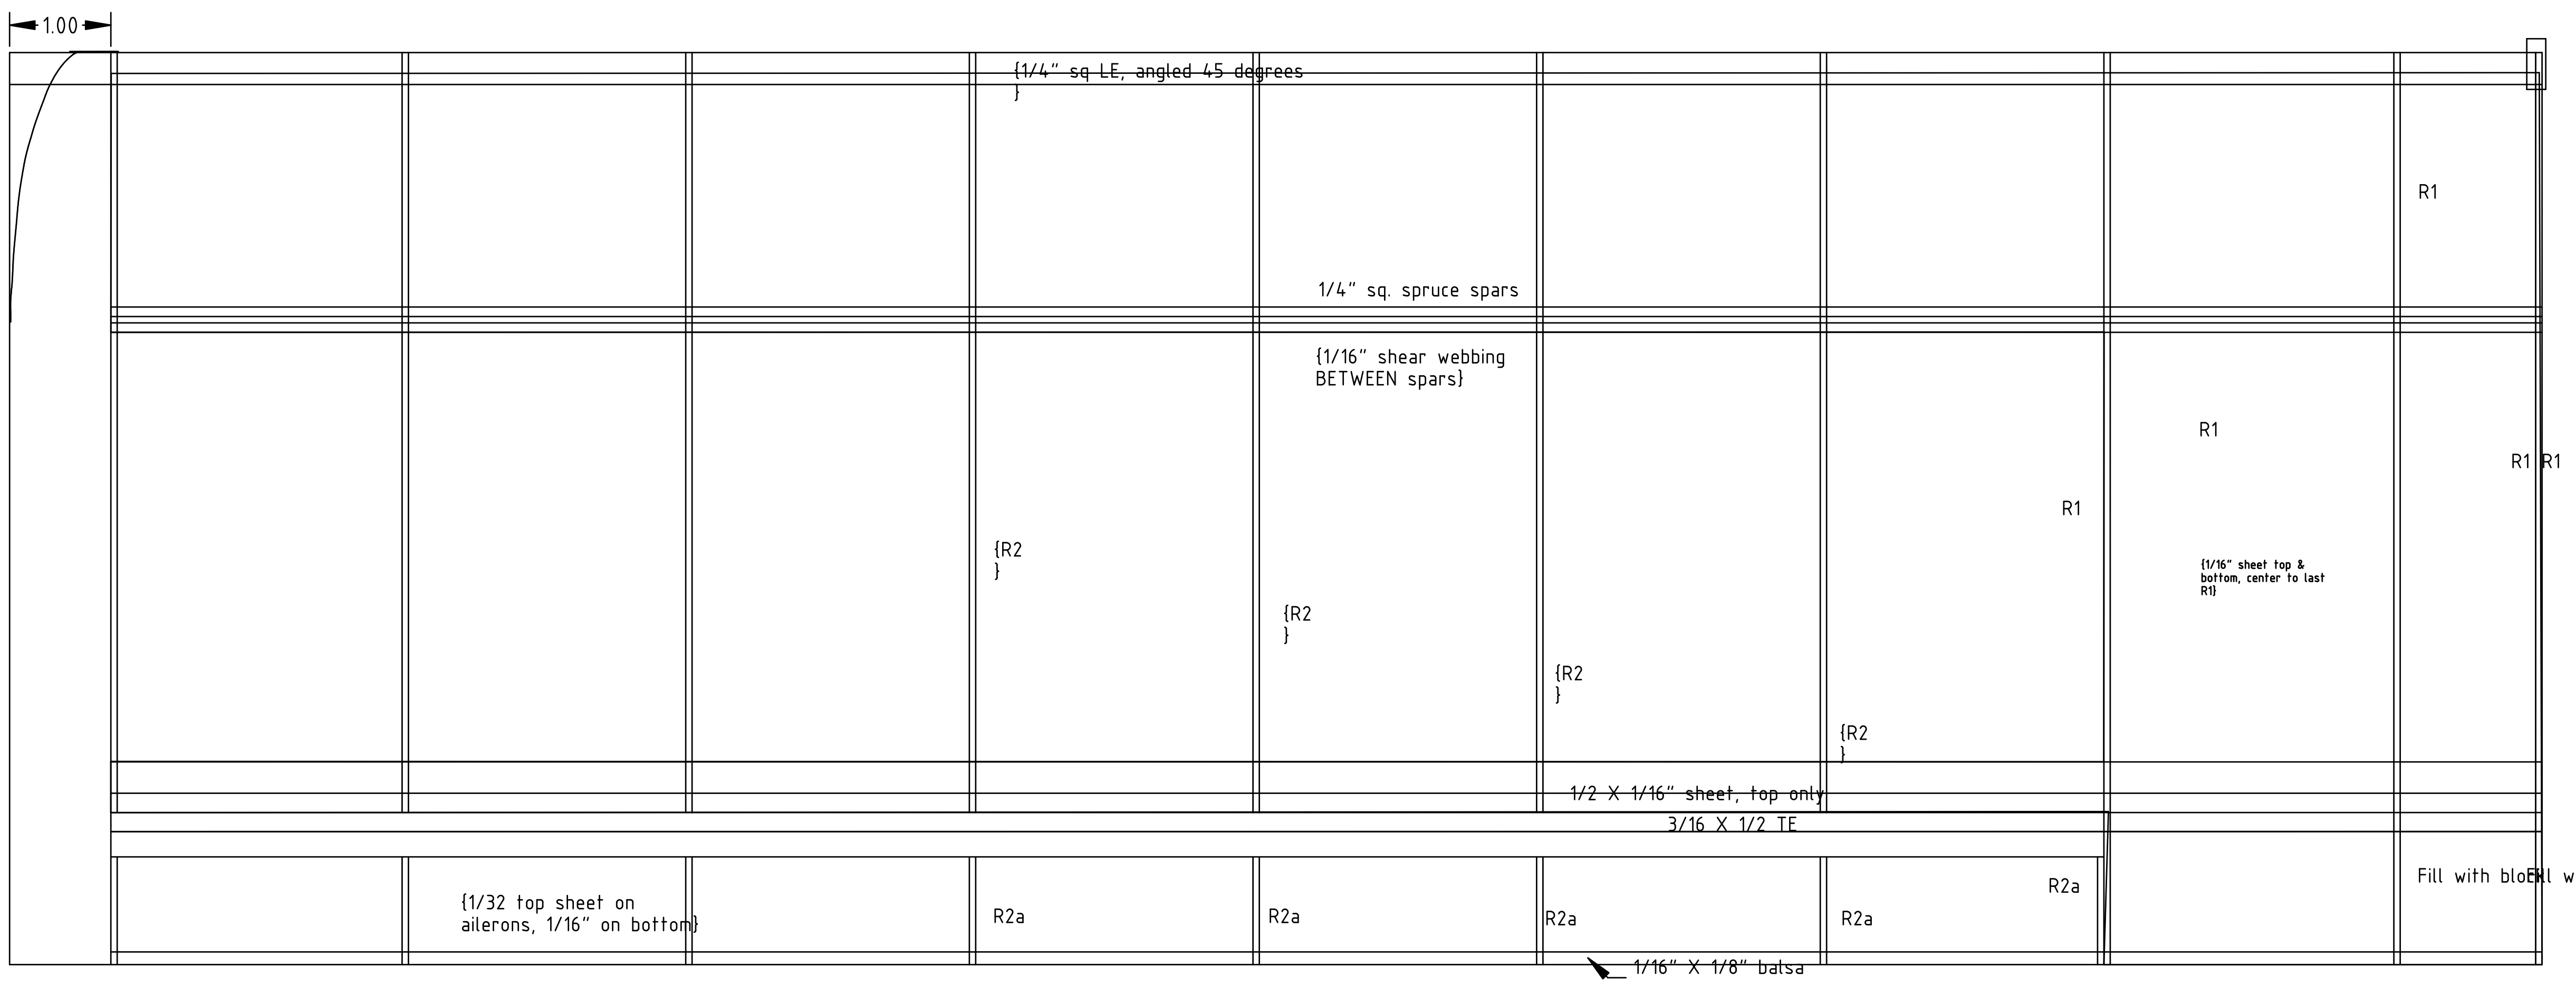 1.00
{1/4" sq LE, angled 45 degrees
}
R1
1/4" sq. spruce spars
{1/16" shear webbing
BETWEEN spars}
R1
R1
R1
R1
{R2
}
{1/16" sheet top &
bottom, center to last
R1}
{R2
}
{R2
}
{R2
}
1/2 X 1/16" sheet, top only
3/16 X 1/2 TE
Fill with block
Fill w
R2a
{1/32 top sheet on
ailerons, 1/16" on bottom}
R2a
R2a
R2a
R2a
1/16" X 1/8" balsa